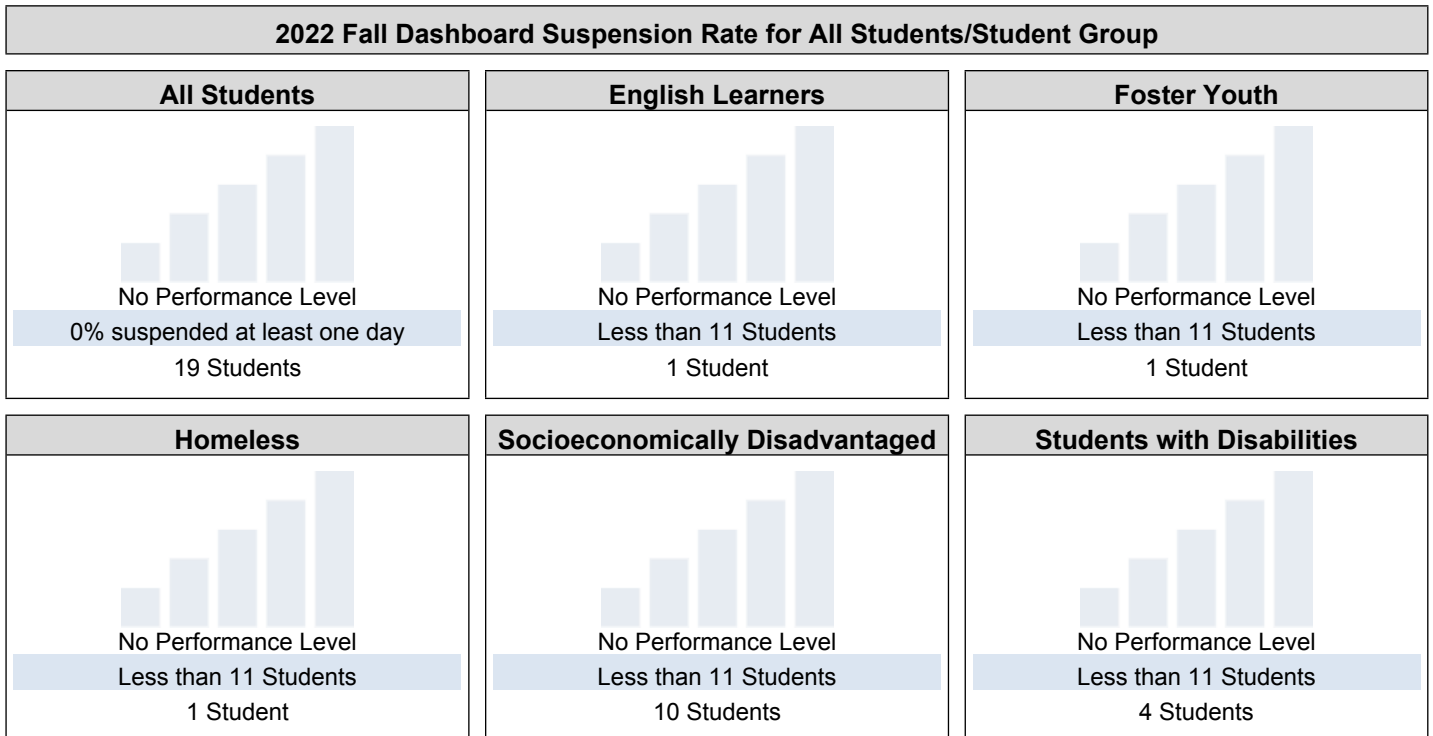 2022 Fall Dashboard Suspension Rate for All Students/Student Group
All Students
No Performance Level
0% suspended at least one day
19 Students
English Learners
No Performance Level
Less than 11 Students
1 Student
Foster Youth
No Performance Level
Less than 11 Students
1 Student
Homeless
No Performance Level
Less than 11 Students
1 Student
Socioeconomically Disadvantaged
No Performance Level
Less than 11 Students
10 Students
Students with Disabilities
No Performance Level
Less than 11 Students
4 Students